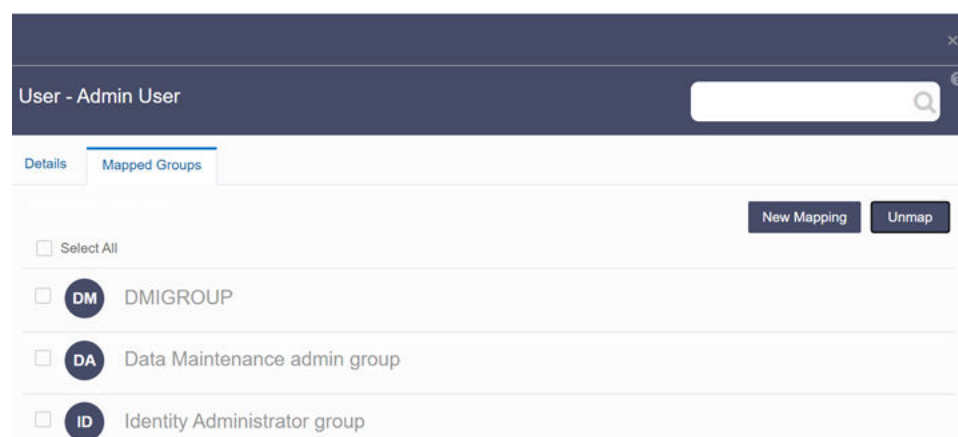 User - Admin User
Details Mapped Groups
New Mapping Unmap
Select All
DM DMIGROUP
DA Data Maintenance admin group
ID Identity Administrator group